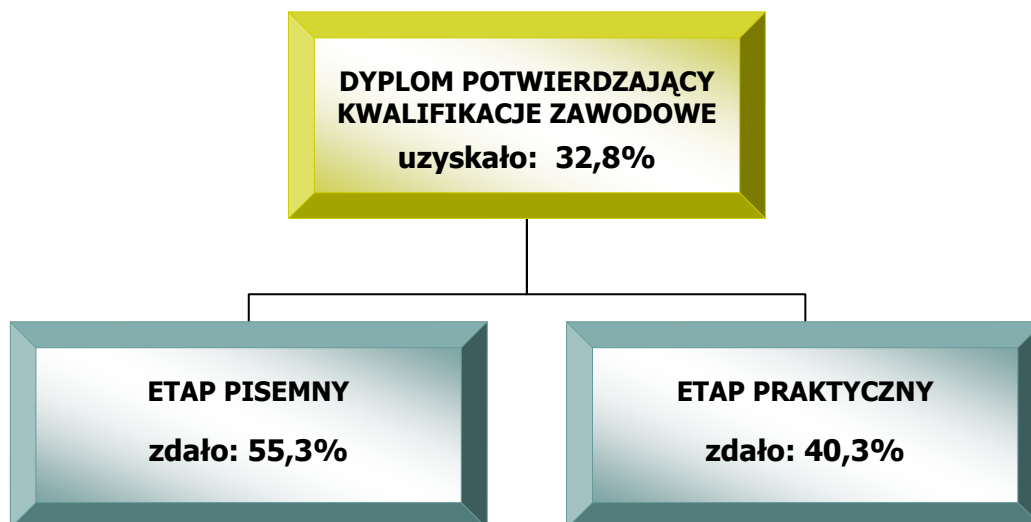 DYPLOM POTWIERDZAJĄCY
KWALIFIKACJE ZAWODOWE
uzyskało: 32,8%
ETAP PISEMNY
zdało: 55,3%
ETAP PRAKTYCZNY
zdało: 40,3%